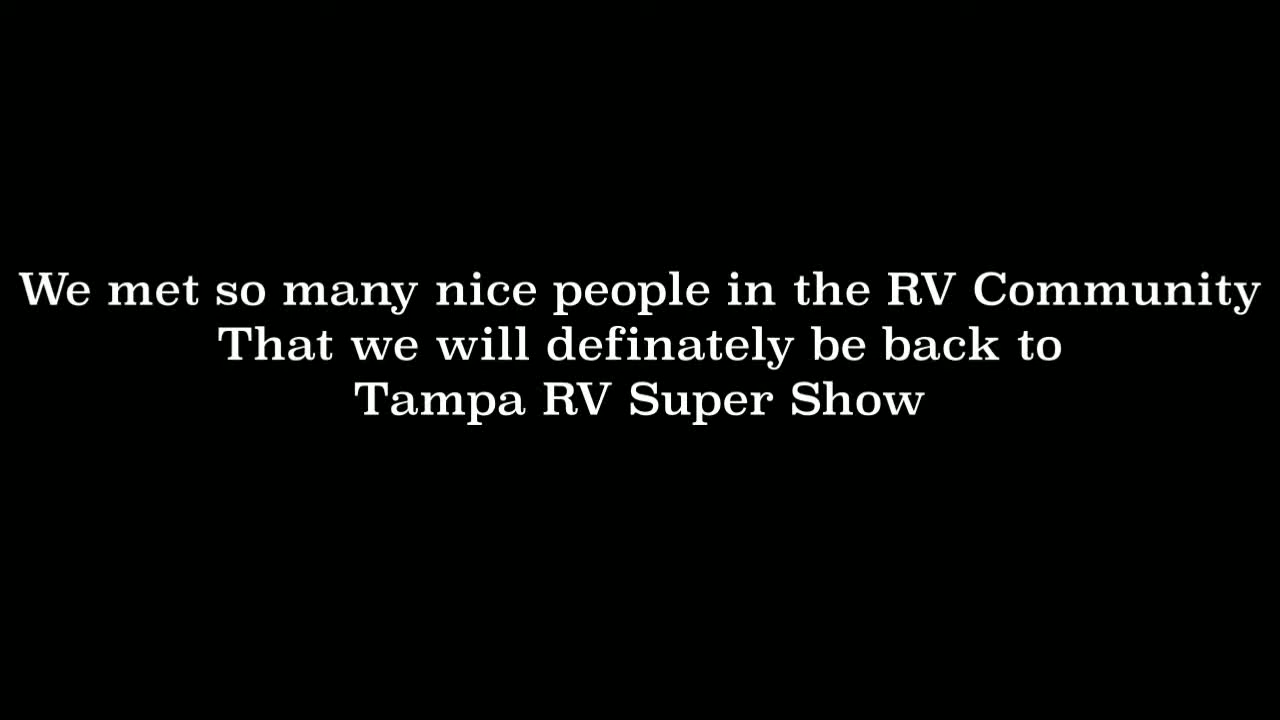 We met so many nice people in the RV Community
That we will definately be back to
Tampa RV Super Show